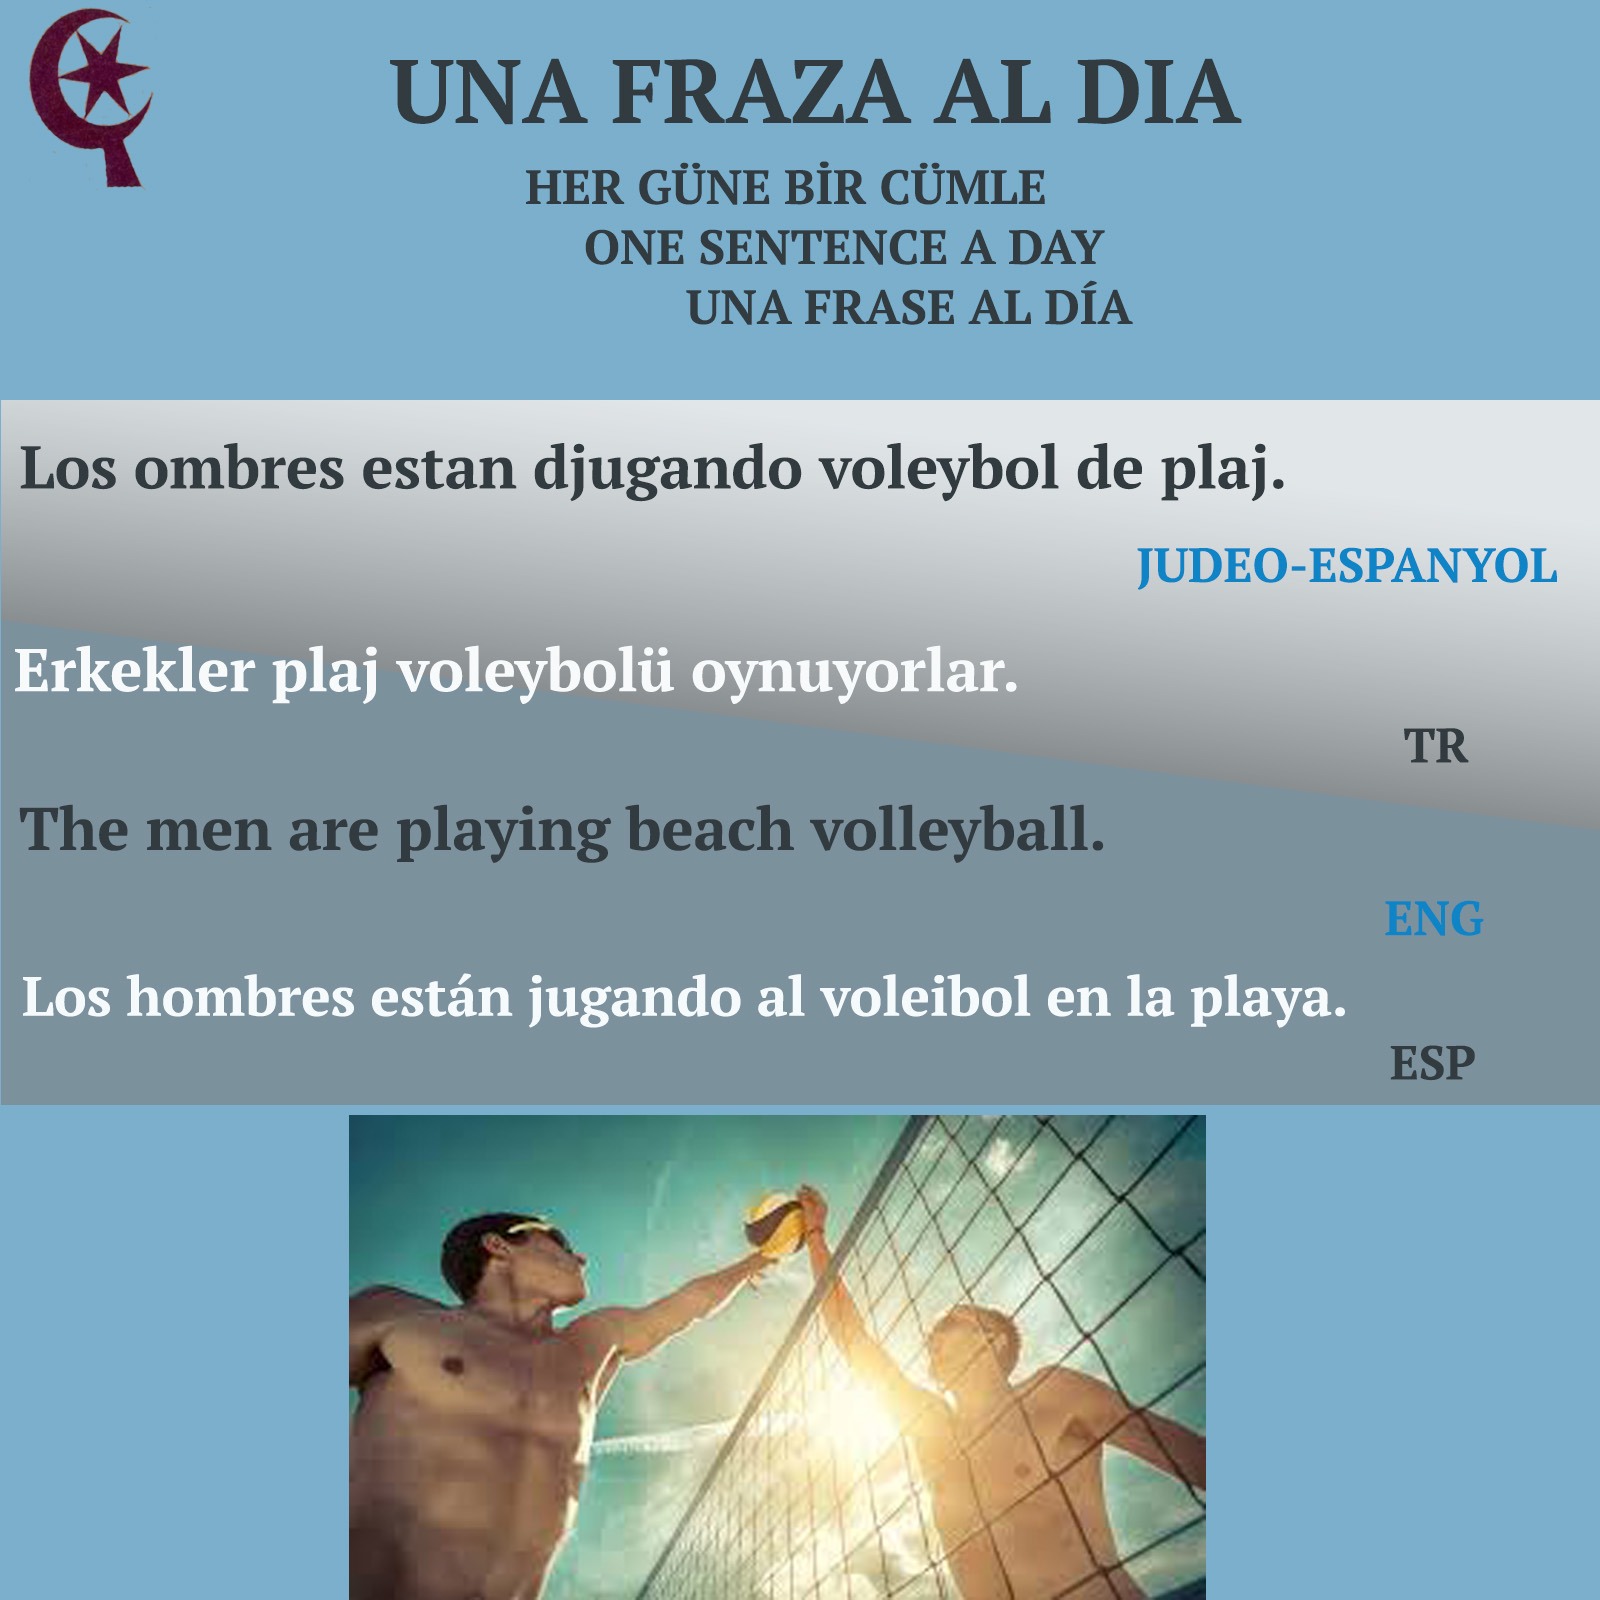 UNA FRAZA AL DIA
HER GÜNE BİR CÜMLE
ONE SENTENCE A DAY
UNA FRASE AL DÍA
Los ombres estan djugando voleybol de plaj.
JUDEO-ESPANYOL
Erkekler plaj voleybolü oynuyorlar.
TR
The men are playing beach volleyball.
ENG
Los hombres están jugando al voleibol en la playa.
ESP